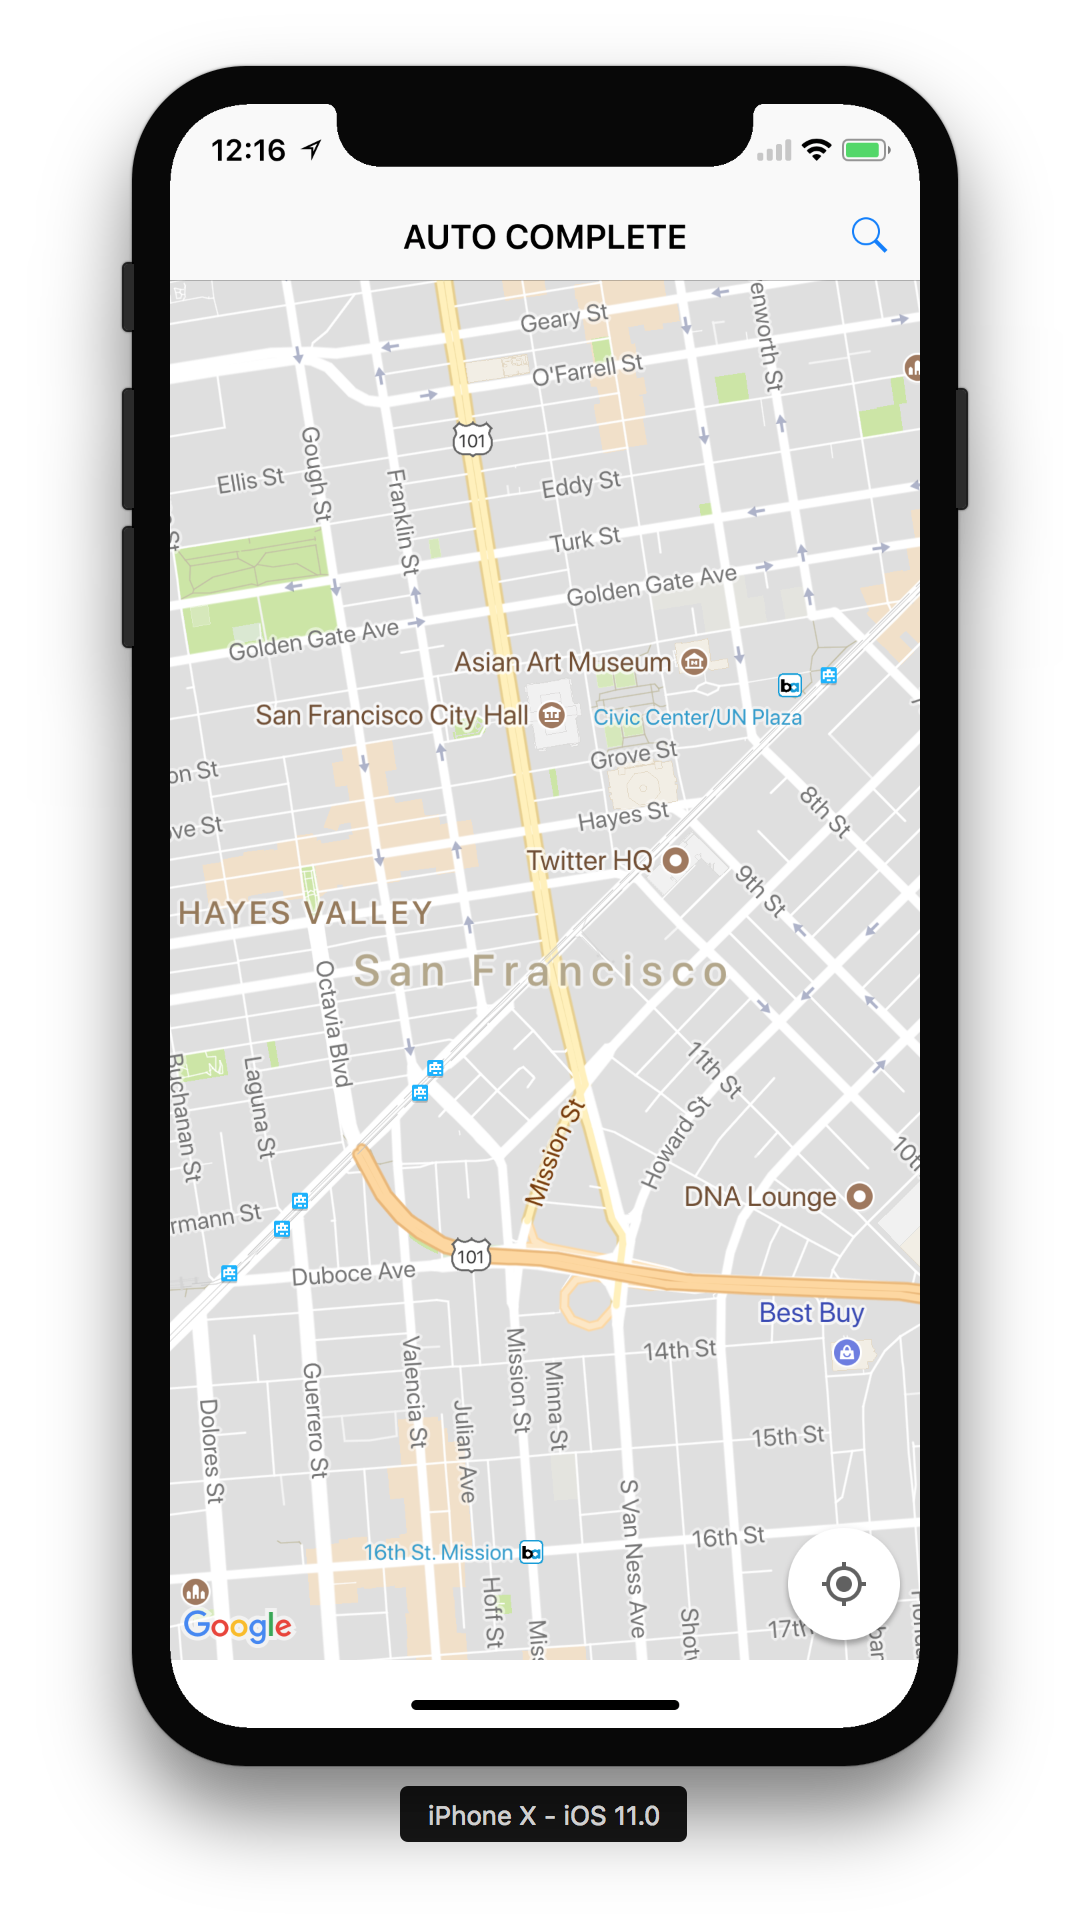 12:16
AUTO COMPLETE
Geary St
O'Farrell St
enworth St
101
Gough St
Ellis St
Franklin St
Eddy St
Turk St
Golden Gate Ave
Golden Gate Ave
Asian Art Museum
San Francisco City Hall
Civic Center/UN Plaza
Grove St
on St
Hayes St
ove St
8th St
Twitter HQ
9th St
HAYES VALLEY
San Francisco
Octavia Blvd
Buchanan St
Laguna St
11th St
Mission St
Howard St
10th
DNA Lounge
rmann St
101
Duboce Ave
Best Buy
14th St
Valencia St
Mission St
Minna St
Guerrero St
Dolores St
Julian Ave
15th St
S Van Ness Ave
16th St
16th St. Mission
Hoff St
Miss
Shotw
17th
Google
iPhone X - iOS 11.0